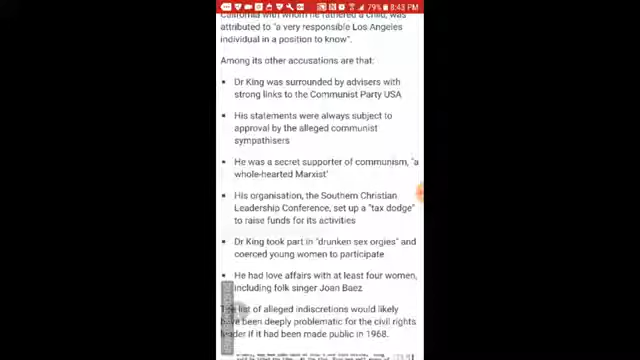 79% 8:43 PM
California with whom he fathered a child, was
attributed to "a very responsible Los Angeles
individual in a position to know".
Among its other accusations are that:
Dr King was surrounded by advisers with
strong links to the Communist Party USA
His statements were always subject to
approval by the alleged communist
sympathisers
He was a secret supporter of communism, "a
whole-hearted Marxist'
His organisation, the Southern Christian
Leadership Conference, set up a "tax dodge"
to raise funds for its activities
Dr King took part in "drunken sex orgies" and
coerced young women to participate
He had love affairs with at least four women,
including folk singer Joan Baez
The list of alleged indiscretions would likely
have been deeply problematic for the civil rights
leader if it had been made public in 1968.